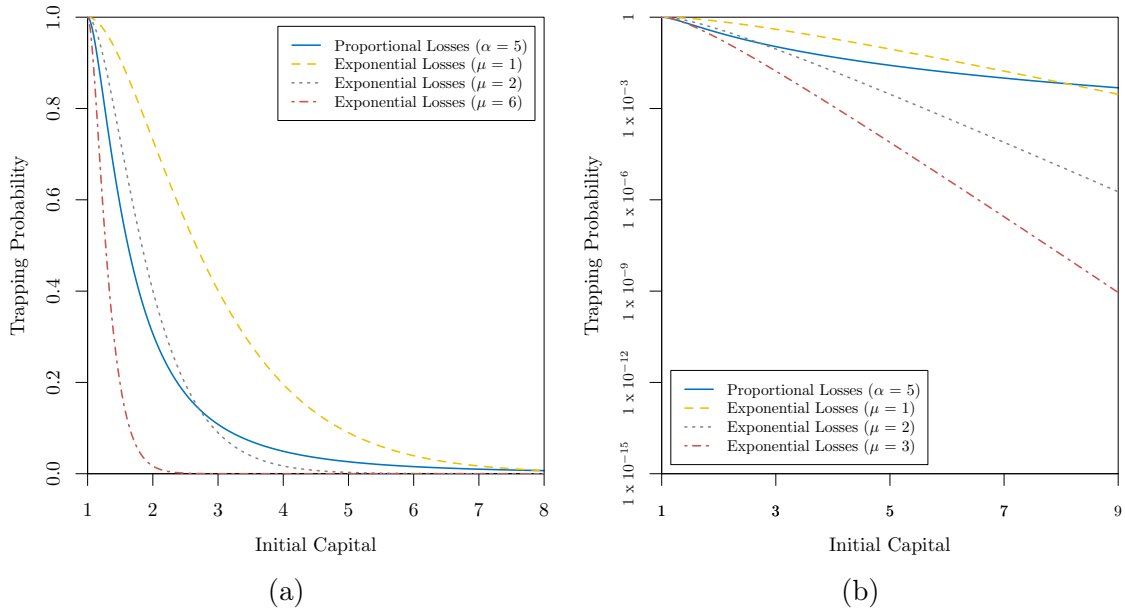 Trapping Probability
1.0
0.8
0.6
0.4
0.2
0.0
Proportional Losses (α = 5)
Exponential Losses (μ = 1)
Exponential Losses (μ = 2)
Exponential Losses (μ = 6)
1 2 3 4 5 6 7 8
Initial Capital
(a)
Trapping Probability
1
1 x 10⁻³
1 x 10⁻⁶
1 x 10⁻⁹
1 x 10⁻¹²
1 x 10⁻¹⁵
Proportional Losses (α = 5)
Exponential Losses (μ = 1)
Exponential Losses (μ = 2)
Exponential Losses (μ = 3)
1 3 5 7 9
Initial Capital
(b)